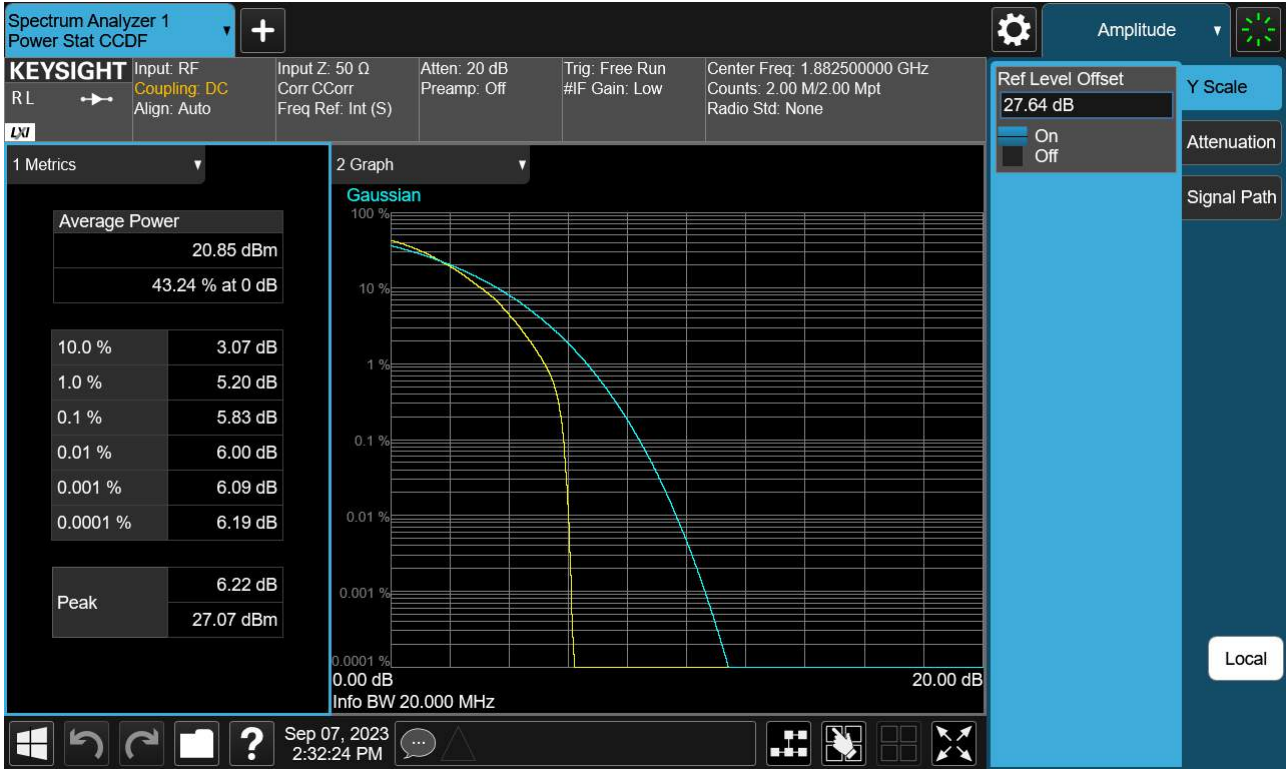 Spectrum Analyzer 1
Power Stat CCDF
+
Amplitude
KEYSIGHT
RL
LXI
Input: RF
Coupling: DC
Align: Auto
Input Z: 50 Ω
Corr CCorr
Freq Ref: Int (S)
Atten: 20 dB
Preamp: Off
Trig: Free Run
#IF Gain: Low
Center Freq: 1.882500000 GHz
Counts: 2.00 M/2.00 Mpt
Radio Std: None
Ref Level Offset
27.64 dB
On
Off
Y Scale
Attenuation
Signal Path
Local
1 Metrics
Average Power
20.85 dBm
43.24 % at 0 dB
10.0 % 3.07 dB
1.0 % 5.20 dB
0.1 % 5.83 dB
0.01 % 6.00 dB
0.001 % 6.09 dB
0.0001 % 6.19 dB
Peak
6.22 dB
27.07 dBm
2 Graph
Gaussian
100 %
10 %
1 %
0.1 %
0.01 %
0.001 %
0.0001 %
0.00 dB 20.00 dB
Info BW 20.000 MHz
?
Sep 07, 2023
2:32:24 PM